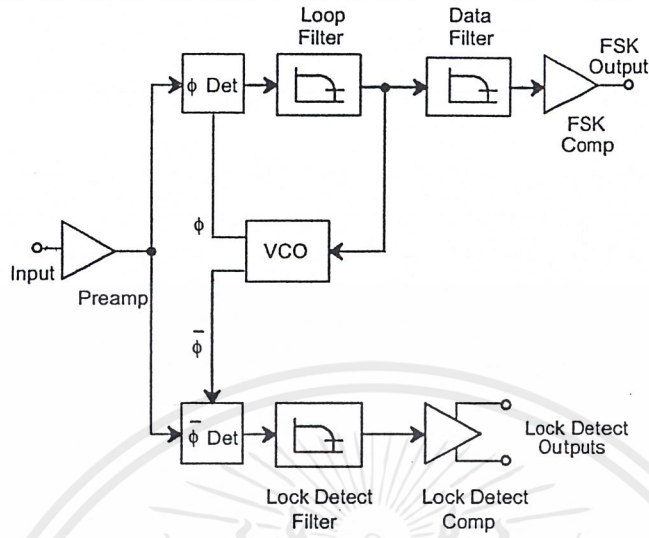 Loop
Filter
Data
Filter
FSK
Output
ϕ Det
FSK
Comp
ϕ
VCO
Input
Preamp
ϕ̅
ϕ̅ Det
Lock Detect
Outputs
Lock Detect
Filter
Lock Detect
Comp